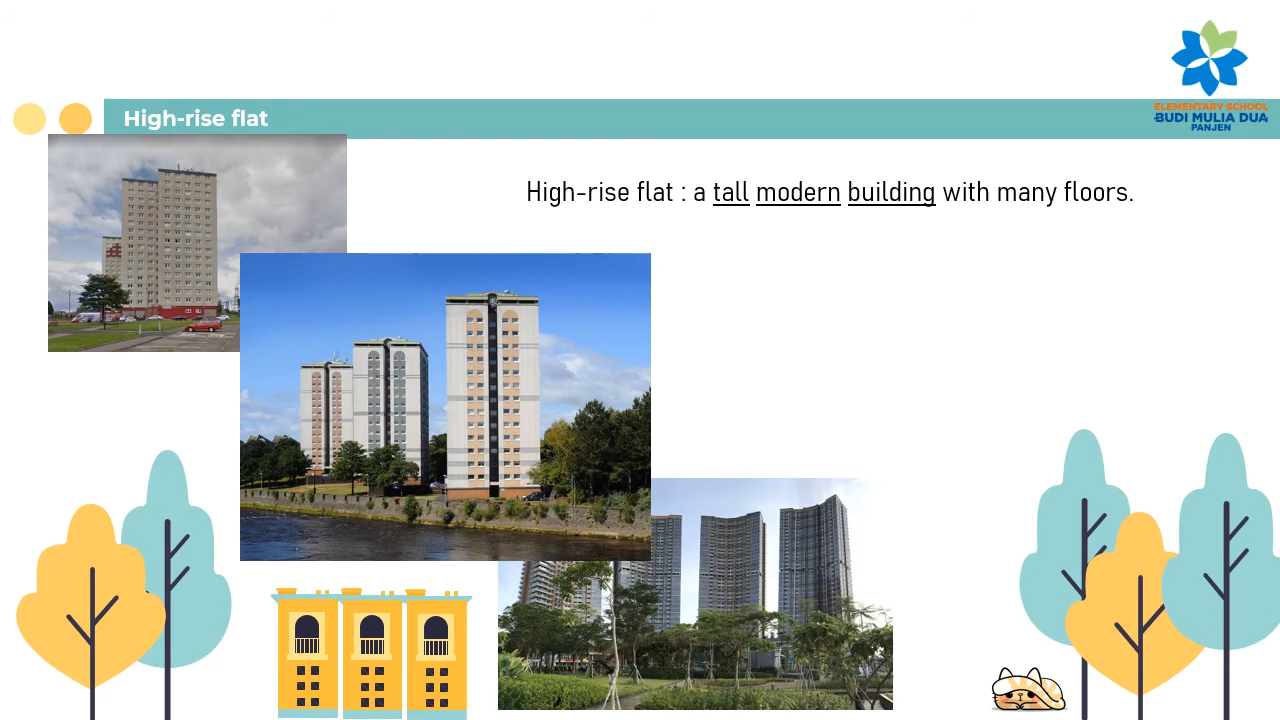 ELEMENTARY SCHOOL
BUDI MULIA DUA
PANJEN
High-rise flat
High-rise flat : a tall modern building with many floors.